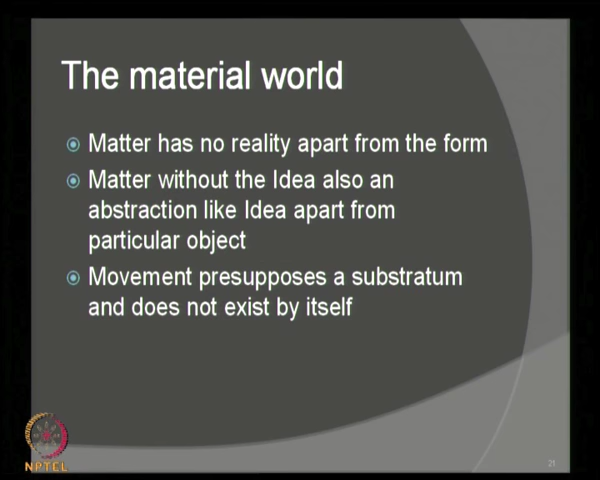 The material world
Matter has no reality apart from the form
Matter without the Idea also an
abstraction like Idea apart from
particular object
Movement presupposes a substratum
and does not exist by itself
NPTEL
21